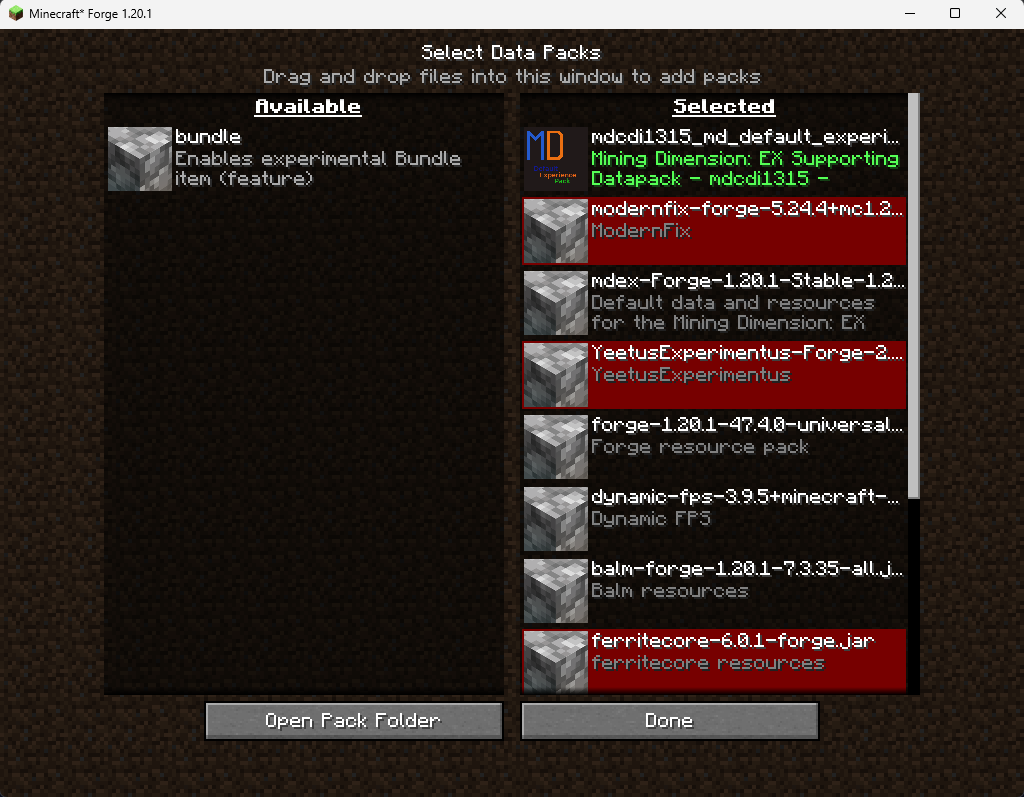 Minecraft* Forge 1.20.1
Select Data Packs
Drag and drop files into this window to add packs
Available
bundle
Enables experimental Bundle
item (feature)
Selected
MD
Experience
Pack
mdcdi1315_md_default_experi...
Mining Dimension: EX Supporting
Datapack - mdcdi1315 -
modernfix-forge-5.24.4+mc1.2...
ModernFix
mdex-Forge-1.20.1-Stable-1.2...
Default data and resources
for the Mining Dimension: EX
YeetusExperimentus-Forge-2....
YeetusExperimentus
forge-1.20.1-47.4.0-universal...
Forge resource pack
dynamic-fps-3.9.5+minecraft-...
Dynamic FPS
balm-forge-1.20.1-7.3.35-all.j...
Balm resources
ferritecore-6.0.1-forge.jar
ferritecore resources
Open Pack Folder
Done